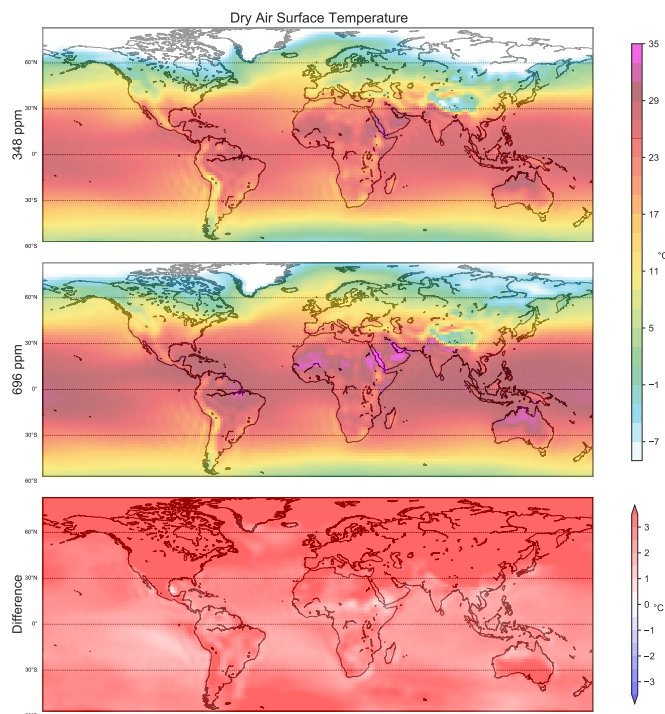 Dry Air Surface Temperature
348 ppm
60°N
30°N
0°
30°S
60°S
696 ppm
60°N
30°N
0°
30°S
60°S
Difference
60°N
30°N
0°
30°S
35
29
23
17
°C
11
5
−1
−7
3
2
1
0 °C
−1
−2
−3